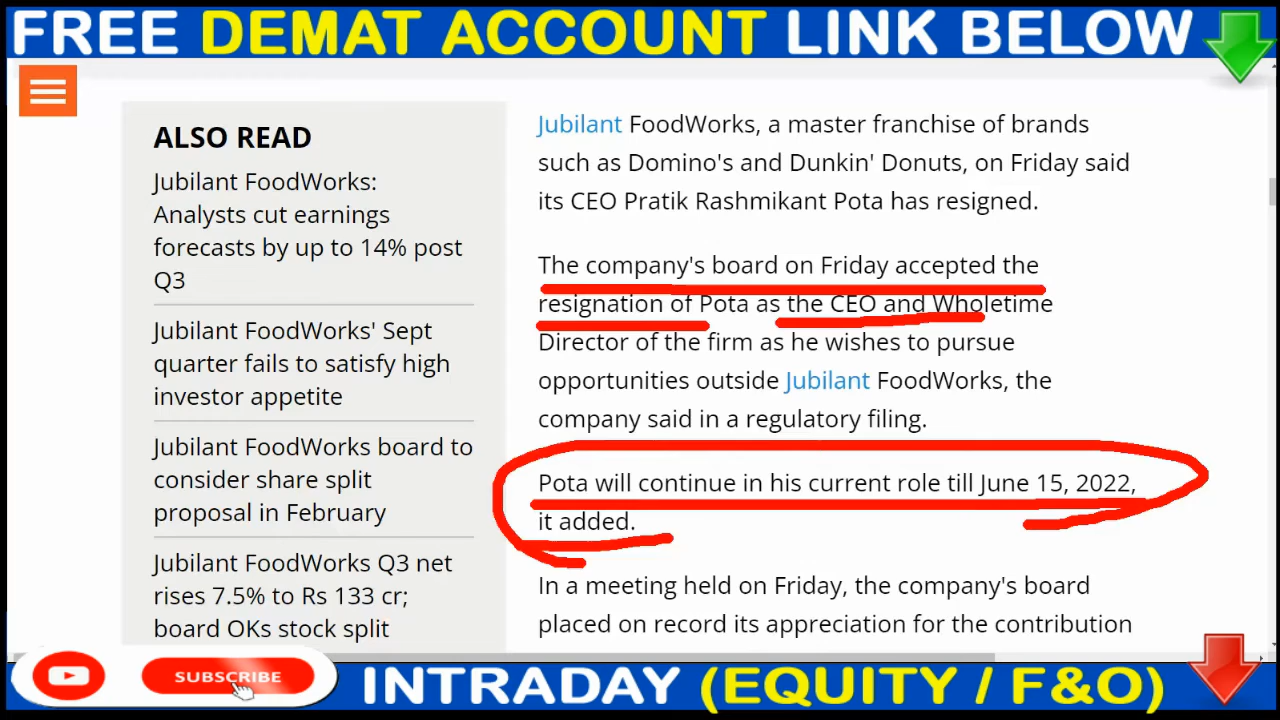 FREE DEMAT ACCOUNT LINK BELOW
ALSO READ
Jubilant FoodWorks:
Analysts cut earnings
forecasts by up to 14% post
Q3
Jubilant FoodWorks' Sept
quarter fails to satisfy high
investor appetite
Jubilant FoodWorks board to
consider share split
proposal in February
Jubilant FoodWorks Q3 net
rises 7.5% to Rs 133 cr;
board OKs stock split
Jubilant FoodWorks, a master franchise of brands
such as Domino's and Dunkin' Donuts, on Friday said
its CEO Pratik Rashmikant Pota has resigned.
The company's board on Friday accepted the
resignation of Pota as the CEO and Wholetime
Director of the firm as he wishes to pursue
opportunities outside Jubilant FoodWorks, the
company said in a regulatory filing.
Pota will continue in his current role till June 15, 2022,
it added.
In a meeting held on Friday, the company's board
placed on record its appreciation for the contribution
SUBSCRIBE
INTRADAY (EQUITY / F&O)